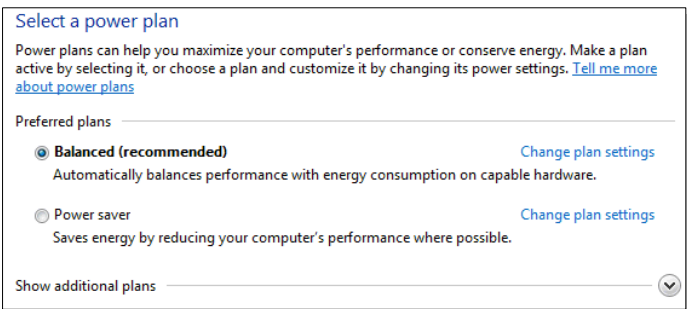 Select a power plan
Power plans can help you maximize your computer's performance or conserve energy. Make a plan
active by selecting it, or choose a plan and customize it by changing its power settings. Tell me more
about power plans
Preferred plans
Balanced (recommended) Change plan settings
Automatically balances performance with energy consumption on capable hardware.
Power saver Change plan settings
Saves energy by reducing your computer's performance where possible.
Show additional plans